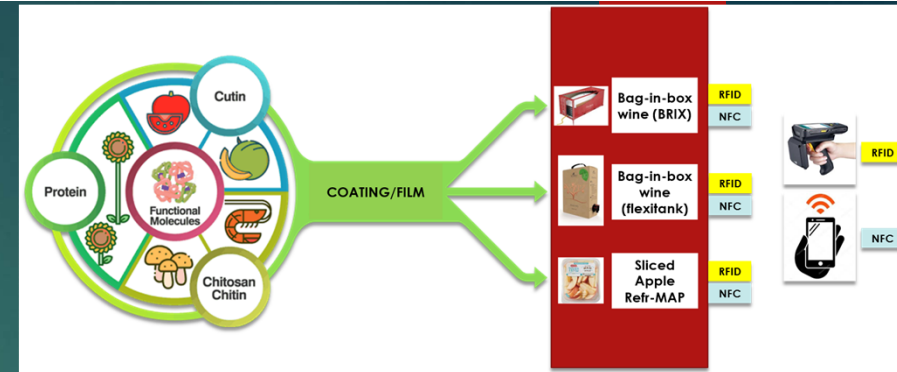 Cutin
Protein
Functional
Molecules
Chitosan
Chitin
COATING/FILM
Bag-in-box
wine (BRIX)
RFID
NFC
Bag-in-box
wine
(flexitank)
RFID
NFC
Sliced
Apple
Refr-MAP
RFID
NFC
RFID
NFC